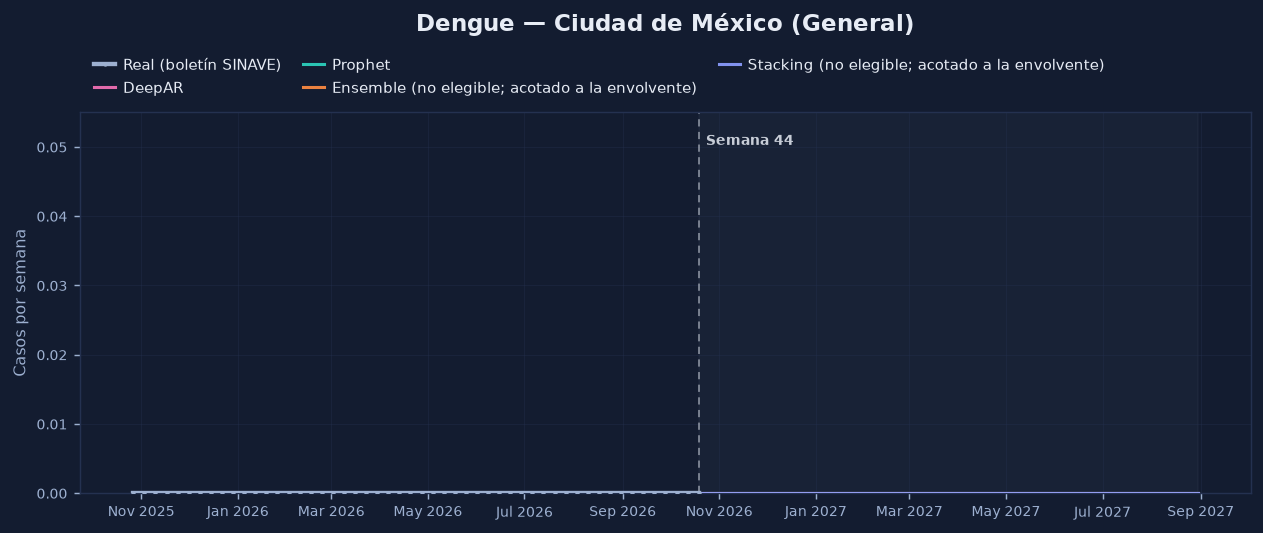 Dengue — Ciudad de México (General)
Real (boletín SINAVE)
Prophet
Stacking (no elegible; acotado a la envolvente)
DeepAR
Ensemble (no elegible; acotado a la envolvente)
Semana 44
Casos por semana
0.05
0.04
0.03
0.02
0.01
0.00
Nov 2025
Jan 2026
Mar 2026
May 2026
Jul 2026
Sep 2026
Nov 2026
Jan 2027
Mar 2027
May 2027
Jul 2027
Sep 2027